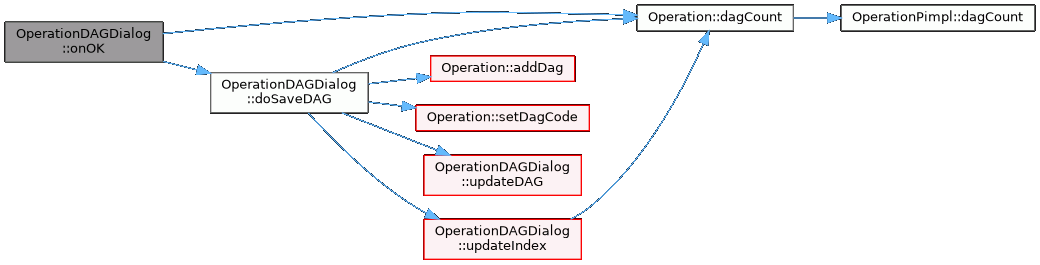 OperationDAGDialog
::onOK
OperationDAGDialog
::doSaveDAG
Operation::dagCount
OperationPimpl::dagCount
Operation::addDag
Operation::setDagCode
OperationDAGDialog
::updateDAG
OperationDAGDialog
::updateIndex